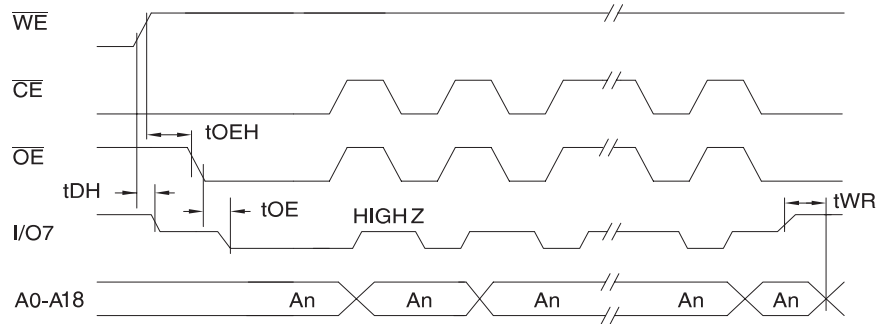 WE
CE
tOEH
OE
tDH
tOE
tWR
I/O7
HIGH Z
A0-A18
An
An
An
An
An